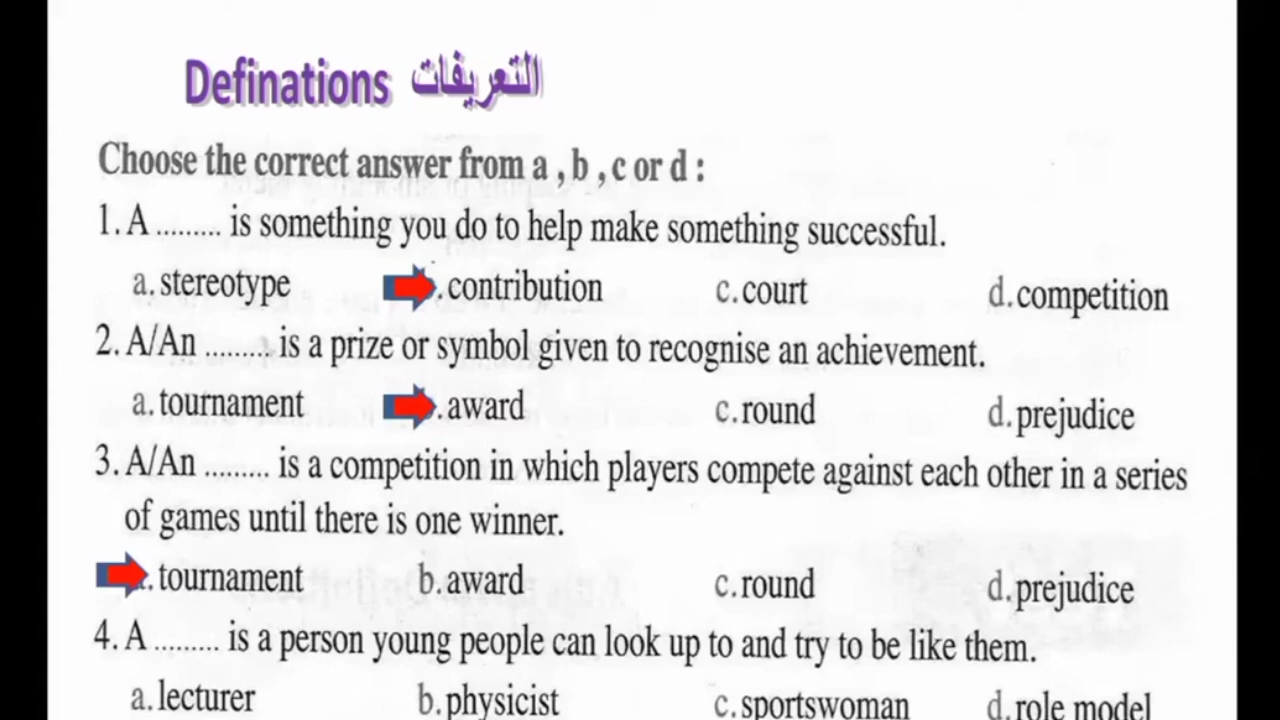 Definations التعريفات
Choose the correct answer from a , b , c or d :
1. A ......... is something you do to help make something successful.
a. stereotype .contribution c. court d. competition
2. A/An ......... is a prize or symbol given to recognise an achievement.
a. tournament .award c. round d. prejudice
3. A/An ......... is a competition in which players compete against each other in a series
of games until there is one winner.
. tournament b. award c. round d. prejudice
4. A ......... is a person young people can look up to and try to be like them.
a. lecturer b. physicist c. sportswoman d. role model